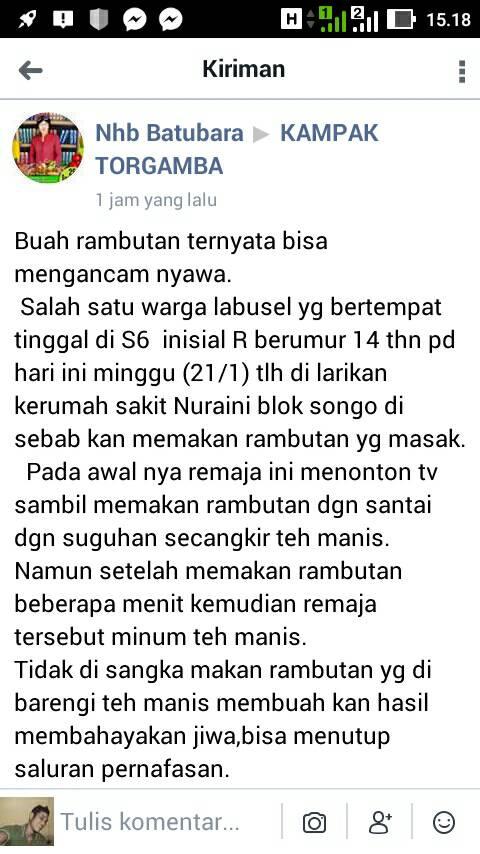 H 1 2 15.18
Kiriman
Nhb Batubara ▶ KAMPAK
TORGAMBA
1 jam yang lalu
Buah rambutan ternyata bisa
mengancam nyawa.
Salah satu warga labusel yg bertempat
tinggal di S6 inisial R berumur 14 thn pd
hari ini minggu (21/1) tlh di larikan
kerumah sakit Nuraini blok songo di
sebab kan memakan rambutan yg masak.
Pada awal nya remaja ini menonton tv
sambil memakan rambutan dgn santai
dgn suguhan secangkir teh manis.
Namun setelah memakan rambutan
beberapa menit kemudian remaja
tersebut minum teh manis.
Tidak di sangka makan rambutan yg di
barengi teh manis membuah kan hasil
membahayakan jiwa,bisa menutup
saluran pernafasan.
Tulis komentar...